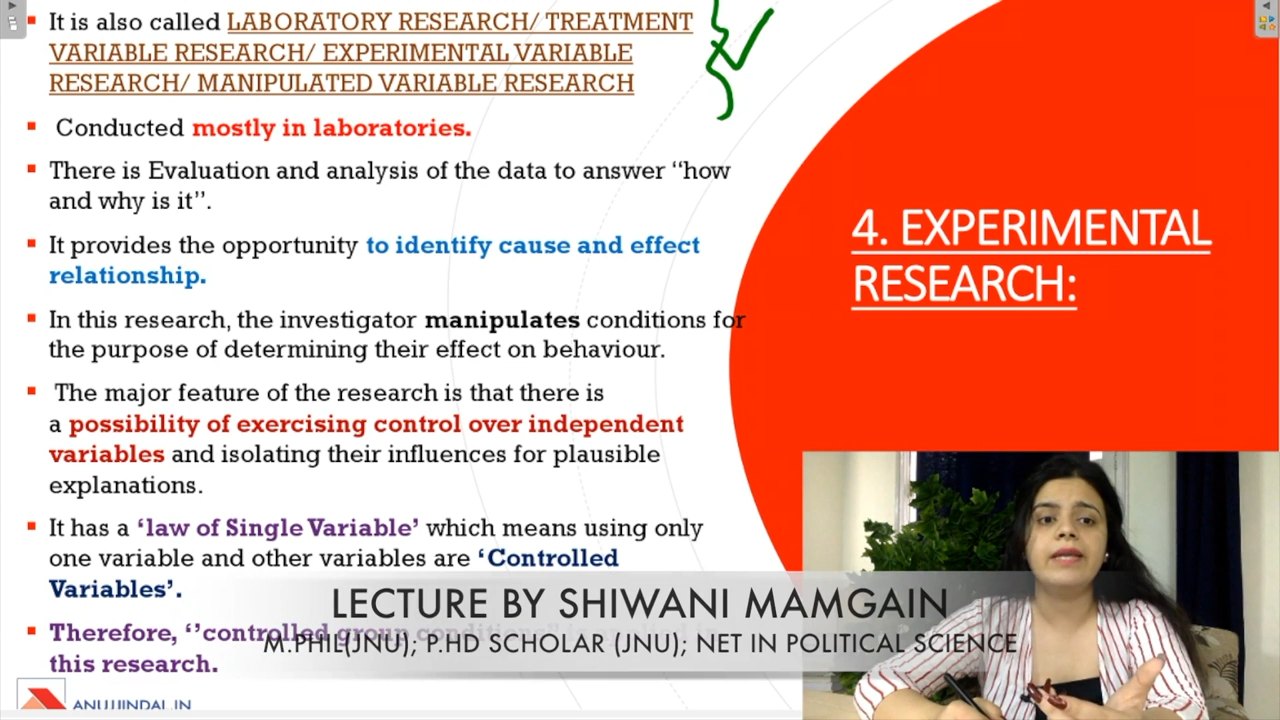 It is also called LABORATORY RESEARCH/ TREATMENT
VARIABLE RESEARCH/ EXPERIMENTAL VARIABLE
RESEARCH/ MANIPULATED VARIABLE RESEARCH
Conducted mostly in laboratories.
There is Evaluation and analysis of the data to answer “how
and why is it”.
It provides the opportunity to identify cause and effect
relationship.
In this research, the investigator manipulates conditions for
the purpose of determining their effect on behaviour.
The major feature of the research is that there is
a possibility of exercising control over independent
variables and isolating their influences for plausible
explanations.
It has a ‘law of Single Variable’ which means using only
one variable and other variables are ‘Controlled
Variables’.
Therefore, ‘’controlled group conditions” is applied in
this research.
4. EXPERIMENTAL
RESEARCH:
LECTURE BY SHIWANI MAMGAIN
M.PHIL(JNU); P.HD SCHOLAR (JNU); NET IN POLITICAL SCIENCE
ANUJJINDAL.IN